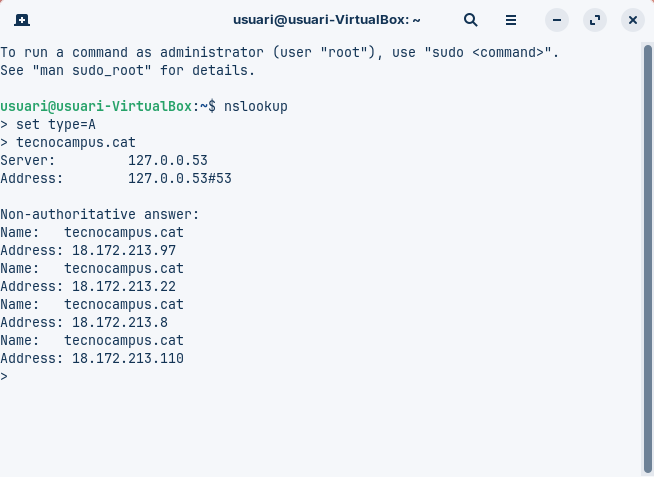 usuari@usuari-VirtualBox: ~
To run a command as administrator (user "root"), use "sudo <command>".
See "man sudo_root" for details.
usuari@usuari-VirtualBox:~$ nslookup
> set type=A
> tecnocampus.cat
Server:         127.0.0.53
Address:        127.0.0.53#53
Non-authoritative answer:
Name:   tecnocampus.cat
Address: 18.172.213.97
Name:   tecnocampus.cat
Address: 18.172.213.22
Name:   tecnocampus.cat
Address: 18.172.213.8
Name:   tecnocampus.cat
Address: 18.172.213.110
>